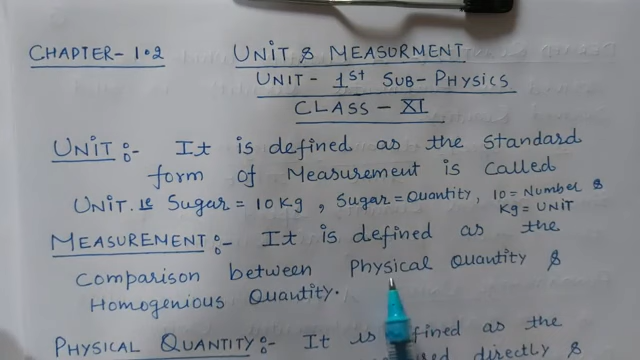 CHAPTER- 1.2 UNIT & MEASURMENT
UNIT - 1st SUB-PHYSICS
CLASS - XI
UNIT :- It is defined as the standard
form of Measurement is called
UNIT. ie Sugar = 10 Kg, Sugar = Quantity, 10 = Number &
Kg = UNIT
MEASUREMENT :- It is defined as the
Comparison between Physical Quantity &
Homogenious Quantity.
PHYSICAL QUANTITY :- It is defined as the
directly &